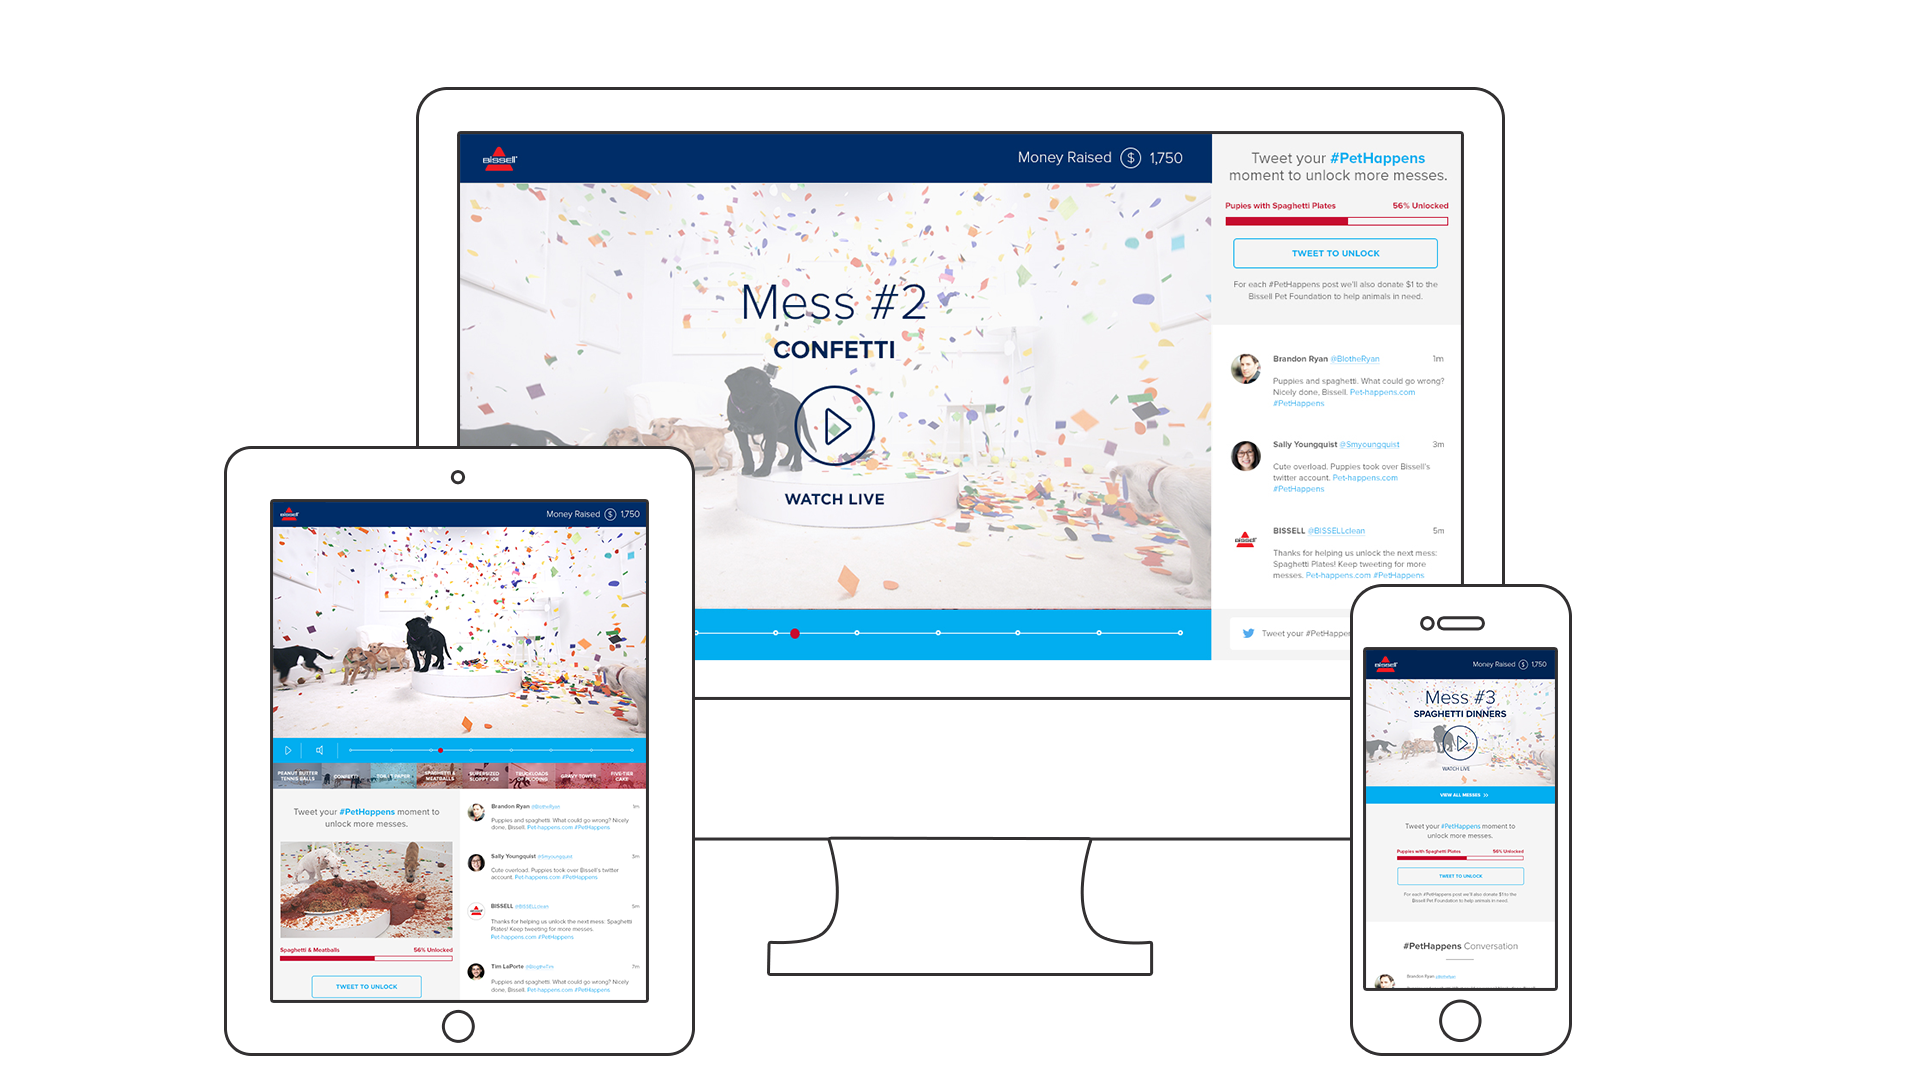 BISSELL
Money Raised $ 1,750
Mess #2
CONFETTI
WATCH LIVE
Tweet your #PetHappens
moment to unlock more messes.
Pupies with Spaghetti Plates 56% Unlocked
TWEET TO UNLOCK
For each #PetHappens post we'll also donate $1 to the
Bissell Pet Foundation to help animals in need.
Brandon Ryan @BlotheRyan 1m
Puppies and spaghetti. What could go wrong?
Nicely done, Bissell. Pet-happens.com
#PetHappens
Sally Youngquist @Smyoungquist 3m
Cute overload. Puppies took over Bissell's
twitter account. Pet-happens.com
#PetHappens
BISSELL
BISSELL @BISSELLclean 5m
Thanks for helping us unlock the next mess:
Spaghetti Plates! Keep tweeting for more
messes. Pet-happens.com #PetHappens
Tweet your #PetHappen
BISSELL
Money Raised $ 1,750
PEANUT BUTTER
TENNIS BALLS
CONFETTI
TOILET PAPER
SPAGHETTI &
MEATBALLS
SUPERSIZED
SLOPPY JOE
TRUCKLOADS
OF PUDDING
GRAVY TOWER
FIVE-TIER
CAKE
Tweet your #PetHappens moment to
unlock more messes.
Spaghetti & Meatballs 56% Unlocked
TWEET TO UNLOCK
Brandon Ryan @BlotheRyan 1m
Puppies and spaghetti. What could go wrong? Nicely
done, Bissell. Pet-happens.com #PetHappens
Sally Youngquist @Smyoungquist 3m
Cute overload. Puppies took over Bissell's twitter
account. Pet-happens.com #PetHappens
BISSELL @BISSELLclean 5m
Thanks for helping us unlock the next mess: Spaghetti
Plates! Keep tweeting for more messes.
Pet-happens.com #PetHappens
Tim LaPorte 7m
Puppies and spaghetti. What could go wrong? Nicely
done, Bissell. Pet-happens.com #PetHappens
BISSELL
Money Raised $ 1,750
Mess #3
SPAGHETTI DINNERS
WATCH LIVE
VIEW ALL MESSES
Tweet your #PetHappens moment to
unlock more messes.
Puppies with Spaghetti Plates 56% Unlocked
TWEET TO UNLOCK
For each #PetHappens post we'll also donate $1 to the
Bissell Pet Foundation to help animals in need.
#PetHappens Conversation
Brandon Ryan @BlotheRyan